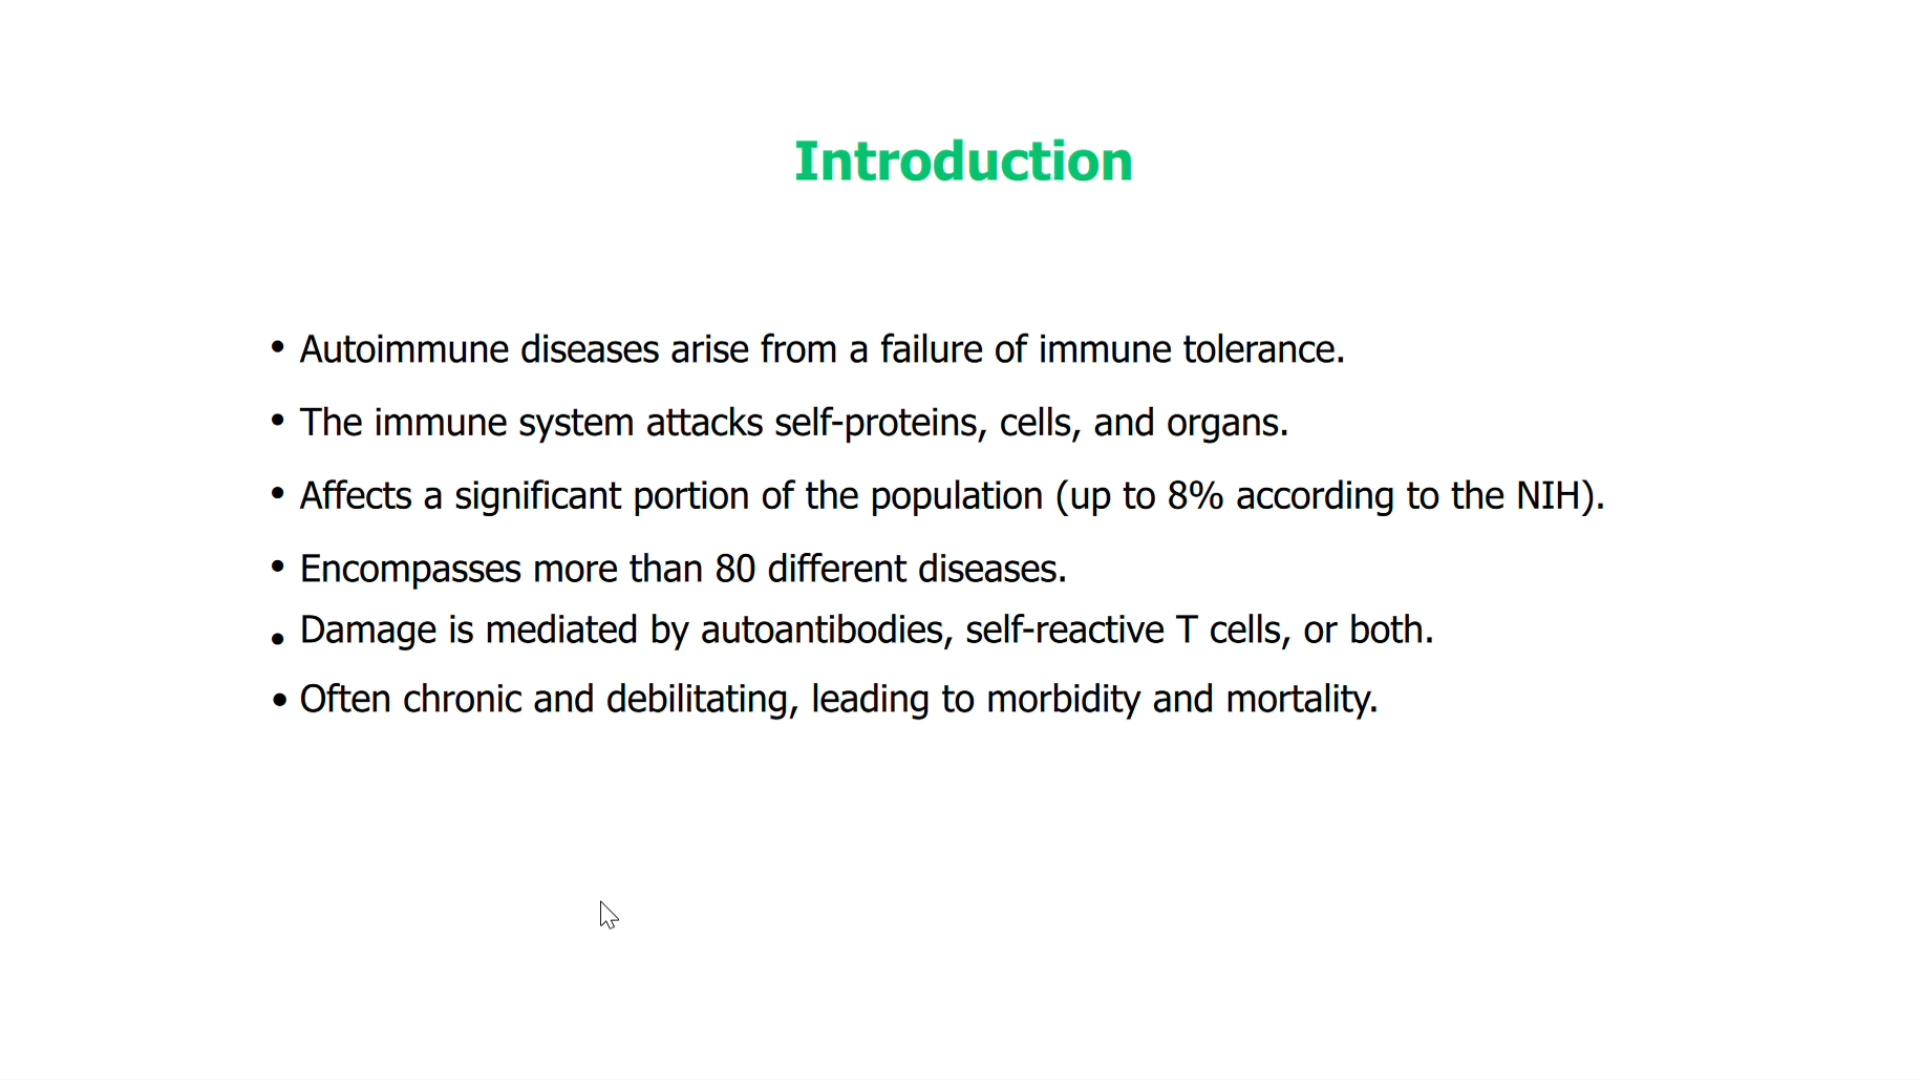 Introduction
• Autoimmune diseases arise from a failure of immune tolerance.
• The immune system attacks self-proteins, cells, and organs.
• Affects a significant portion of the population (up to 8% according to the NIH).
• Encompasses more than 80 different diseases.
• Damage is mediated by autoantibodies, self-reactive T cells, or both.
• Often chronic and debilitating, leading to morbidity and mortality.